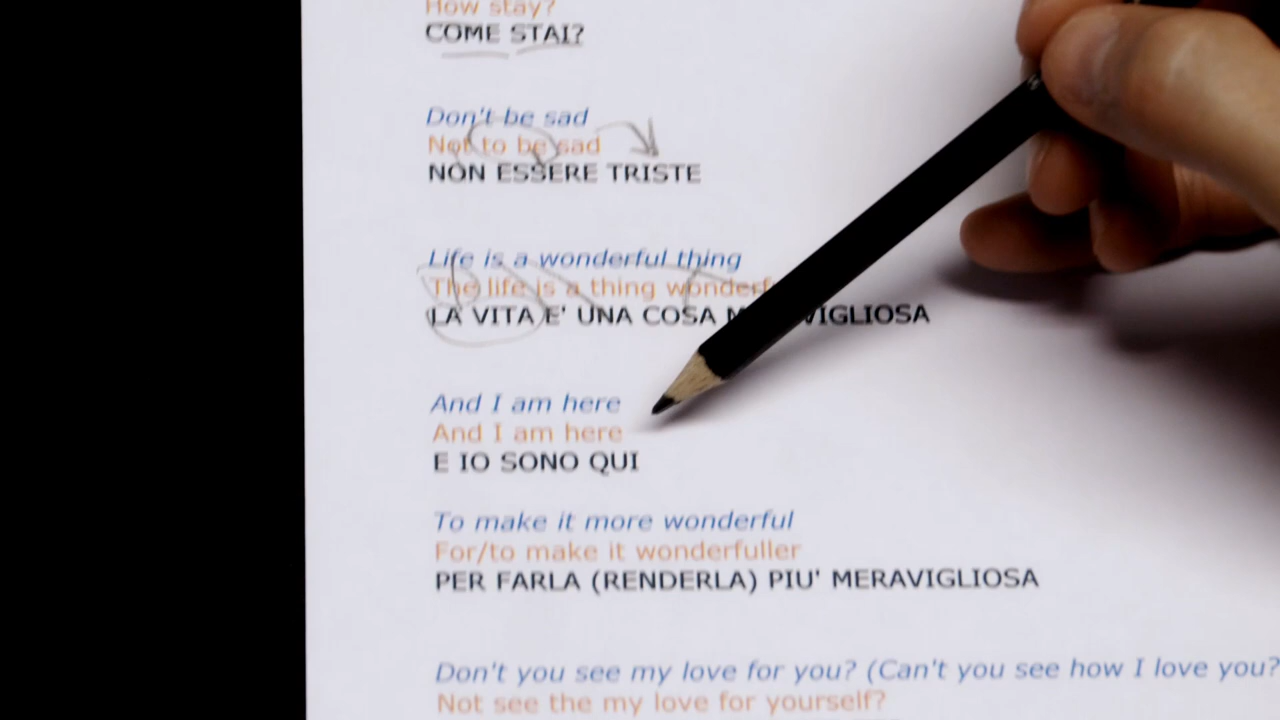 How stay?
COME STAI?
Don't be sad
Not to be sad
NON ESSERE TRISTE
Life is a wonderful thing
The life is a thing
LA VITA E' UNA COSA
And I am here
And I am here
E IO SONO QUI
To make it more wonderful
For/to make it wonderfuller
PER FARLA (RENDERLA) PIU' MERAVIGLIOSA
Don't you see my love for you? (Can't you see how I love you?
Not see the my love for yourself?